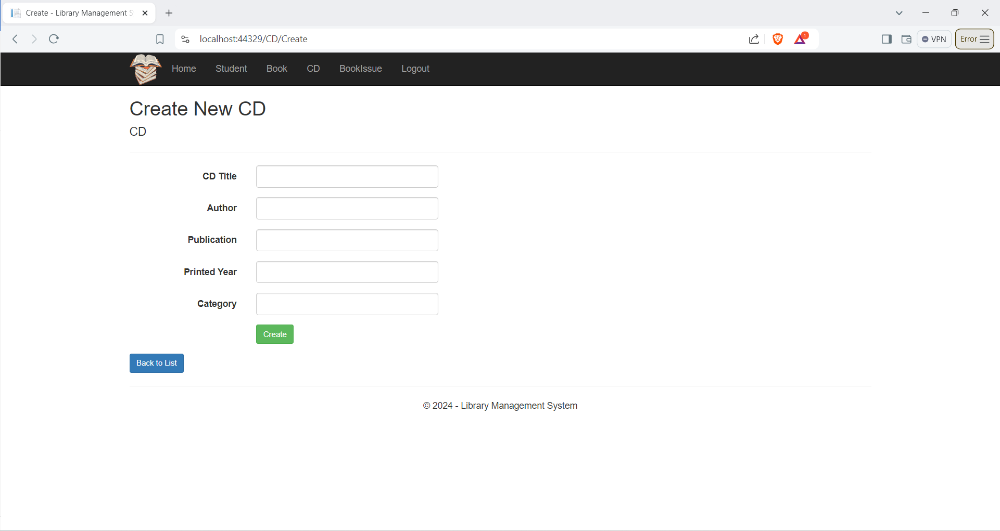 Create - Library Management S
localhost:44329/CD/Create
1
VPN
Error
Home Student Book CD BookIssue Logout
Create New CD
CD
CD Title
Author
Publication
Printed Year
Category
Create
Back to List
© 2024 - Library Management System